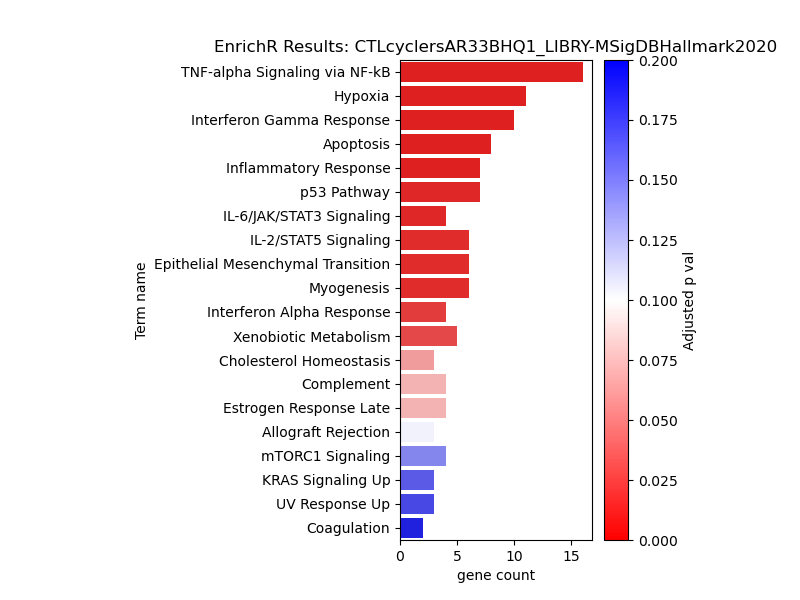 EnrichR Results: CTLcyclersAR33BHQ1_LIBRY-MSigDBHallmark2020
TNF-alpha Signaling via NF-kB
Hypoxia
Interferon Gamma Response
Apoptosis
Inflammatory Response
p53 Pathway
IL-6/JAK/STAT3 Signaling
IL-2/STAT5 Signaling
Epithelial Mesenchymal Transition
Myogenesis
Interferon Alpha Response
Xenobiotic Metabolism
Cholesterol Homeostasis
Complement
Estrogen Response Late
Allograft Rejection
mTORC1 Signaling
KRAS Signaling Up
UV Response Up
Coagulation
Term name
0 5 10 15
gene count
0.200
0.175
0.150
0.125
0.100
0.075
0.050
0.025
0.000
Adjusted p val